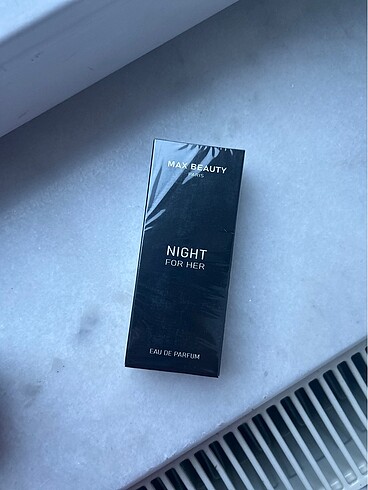 MAX BEAUTY
PARIS
NiGHT
FOR HER
EAU DE PARFUM